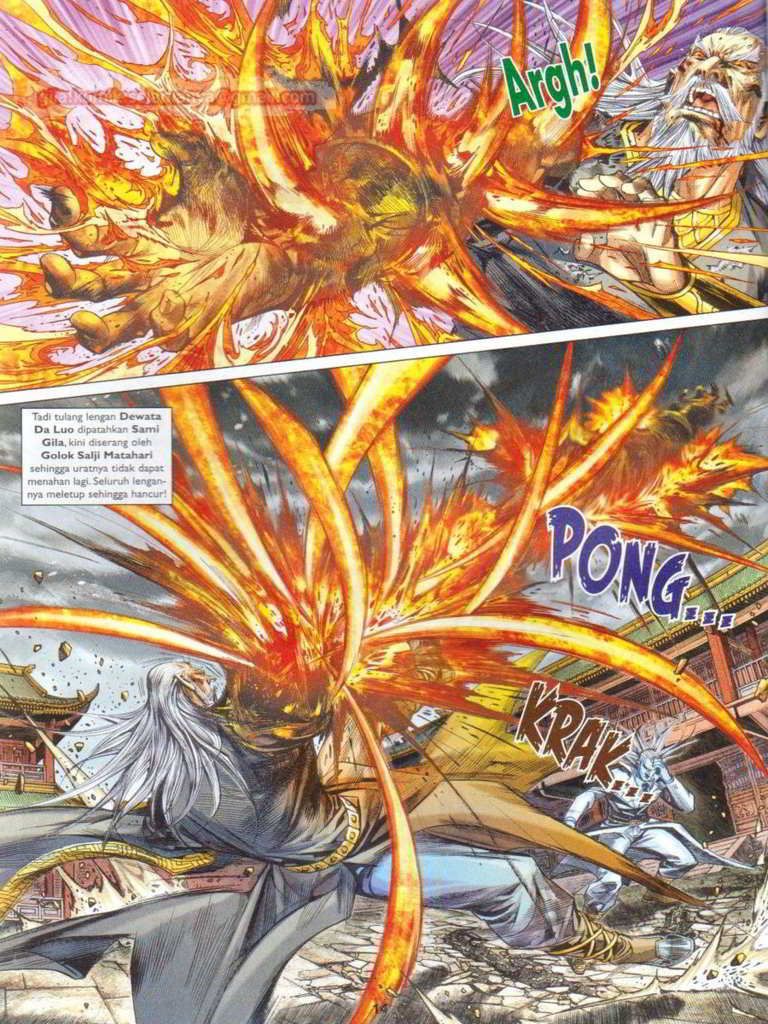 Argh!
Tadi tulang lengan Dewata
Da Luo dipatahkan Sami
Gila, kini diserang oleh
Golok Salji Matahari
sehingga uratnya tidak dapat
menahan lagi. Seluruh lengan-
nya meletup sehingga hancur!
PONG...
KRAK...